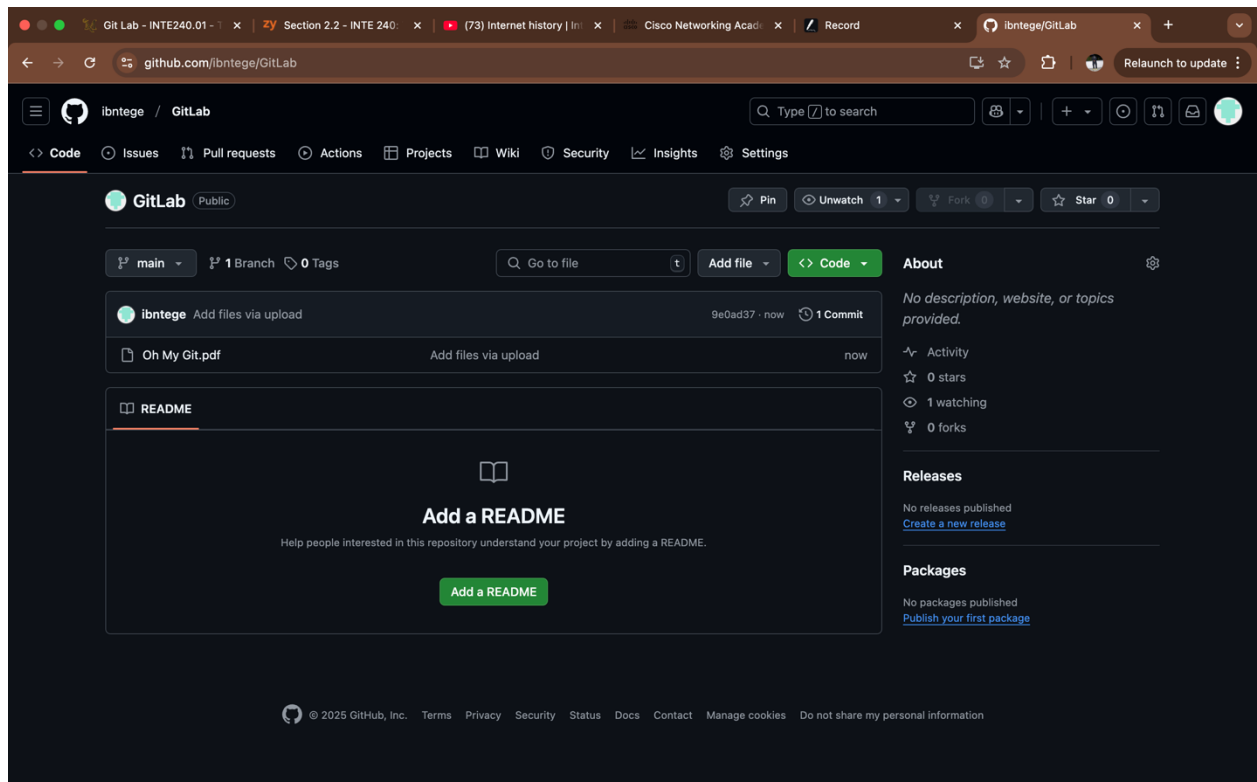 Git Lab - INTE240.01 - T
zy Section 2.2 - INTE 240:
(73) Internet history | Int
Cisco Networking Acade
Record
ibntege/GitLab
github.com/ibntege/GitLab
Relaunch to update
ibntege / GitLab
Type / to search
Code Issues Pull requests Actions Projects Wiki Security Insights Settings
GitLab Public
Pin Unwatch 1 Fork 0 Star 0
main 1 Branch 0 Tags
Go to file t Add file Code
ibntege Add files via upload 9e0ad37 · now 1 Commit
Oh My Git.pdf Add files via upload now
README
Add a README
Help people interested in this repository understand your project by adding a README.
Add a README
About
No description, website, or topics
provided.
Activity
0 stars
1 watching
0 forks
Releases
No releases published
Create a new release
Packages
No packages published
Publish your first package
© 2025 GitHub, Inc. Terms Privacy Security Status Docs Contact Manage cookies Do not share my personal information